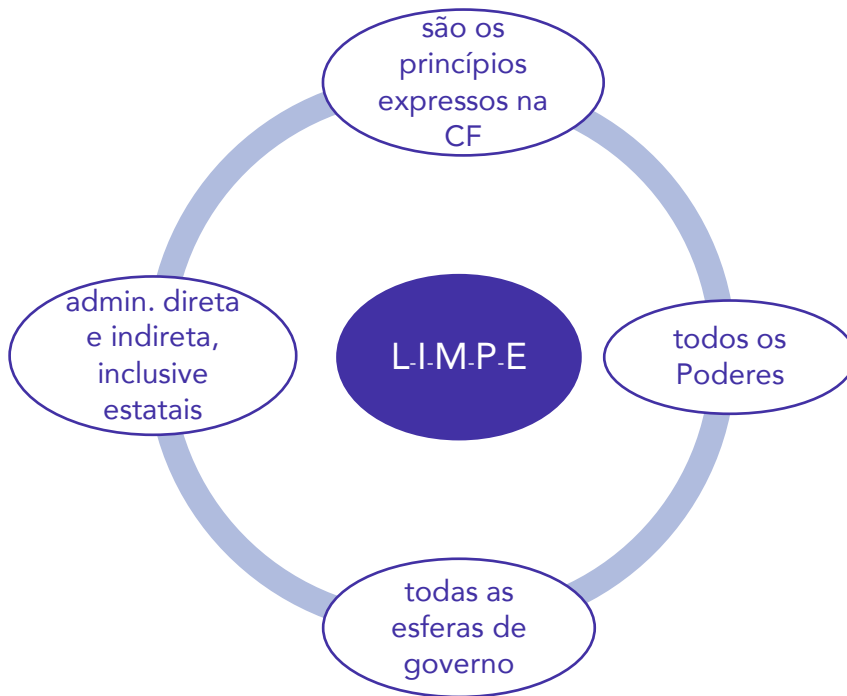 são os
princípios
expressos na
CF
admin. direta
e indireta,
inclusive
estatais
L-I-M-P-E
todos os
Poderes
todas as
esferas de
governo